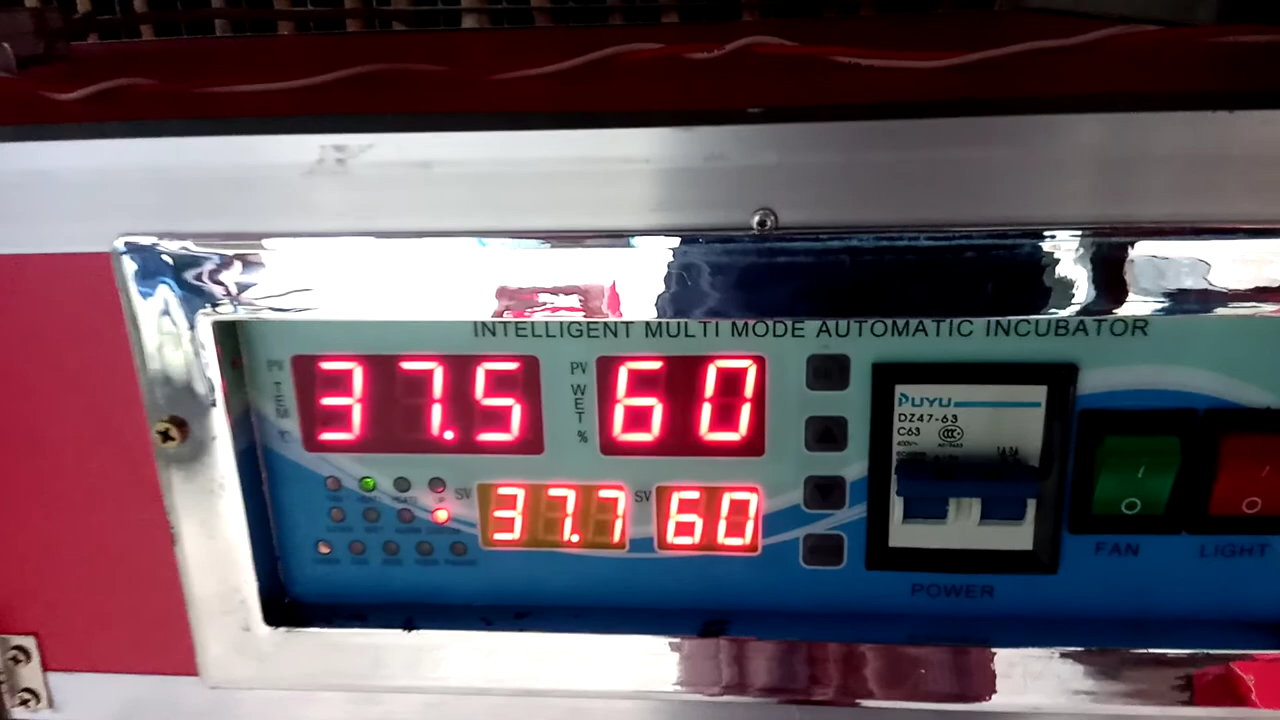 INTELLIGENT MULTI MODE AUTOMATIC INCUBATOR
PV TEM ℃ 37.5
PV WET % 60
SV 37.7
SV 60
PUYU
DZ47-63
C63
400V~
CCC
POWER
FAN
LIGHT